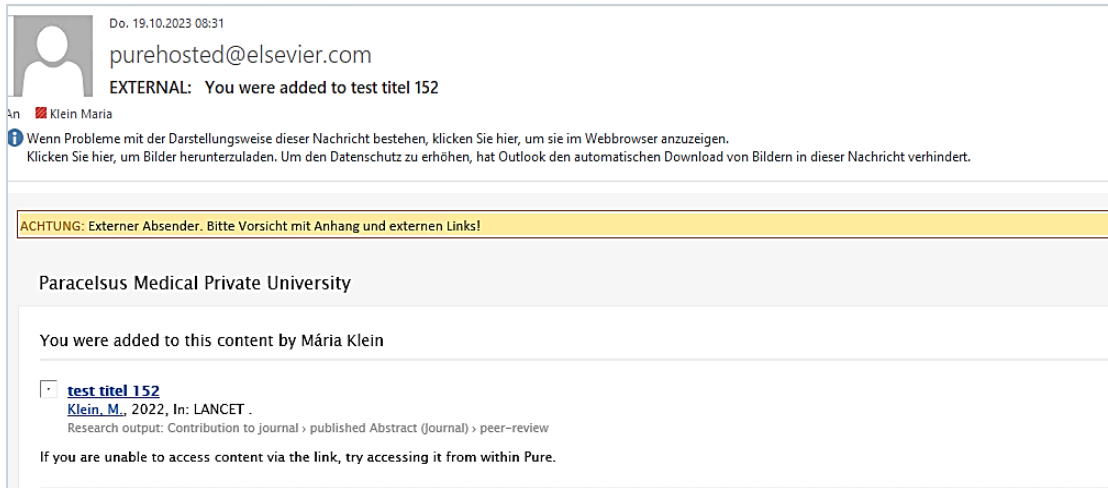 Do. 19.10.2023 08:31
purehosted@elsevier.com
EXTERNAL: You were added to test titel 152
An Klein Maria
Wenn Probleme mit der Darstellungsweise dieser Nachricht bestehen, klicken Sie hier, um sie im Webbrowser anzuzeigen.
Klicken Sie hier, um Bilder herunterzuladen. Um den Datenschutz zu erhöhen, hat Outlook den automatischen Download von Bildern in dieser Nachricht verhindert.
ACHTUNG: Externer Absender. Bitte Vorsicht mit Anhang und externen Links!
Paracelsus Medical Private University
You were added to this content by Mária Klein
test titel 152
Klein, M., 2022, In: LANCET .
Research output: Contribution to journal › published Abstract (Journal) › peer-review
If you are unable to access content via the link, try accessing it from within Pure.